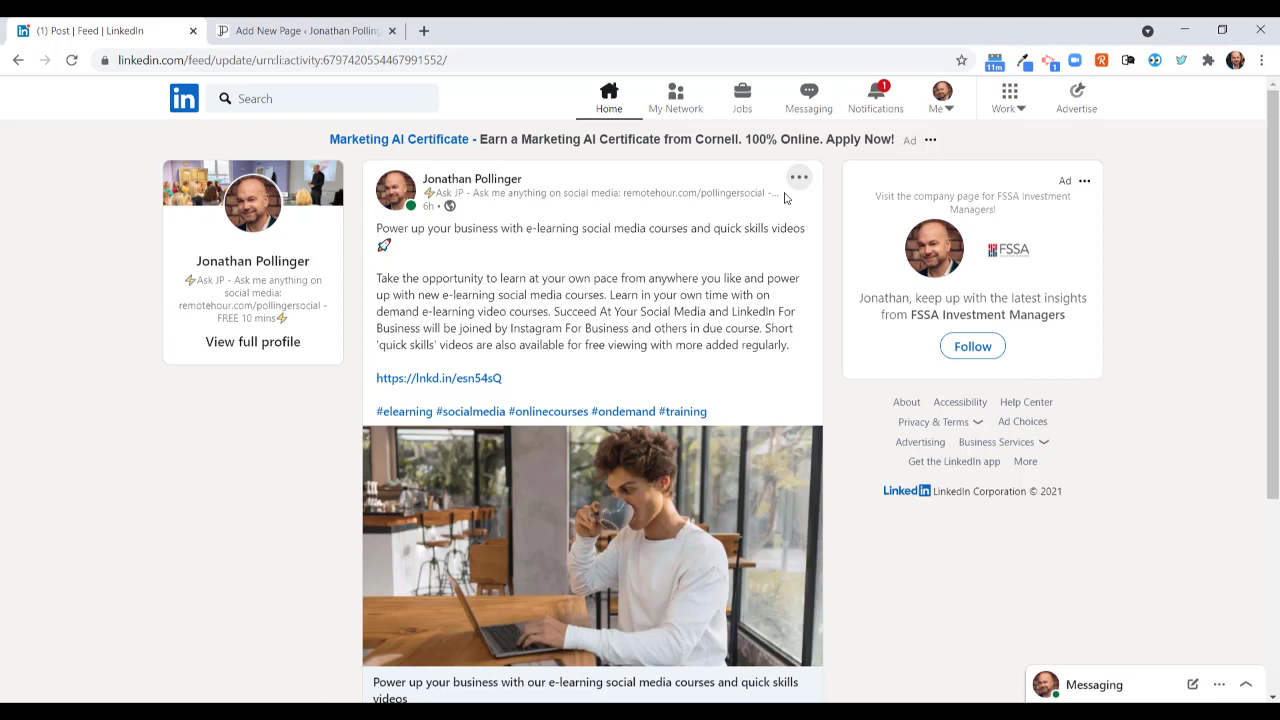 (1) Post | Feed | LinkedIn
Add New Page ‹ Jonathan Polling
linkedin.com/feed/update/urn:li:activity:6797420554467991552/
11m
1
in
Search
Home
My Network
Jobs
Messaging
1
Notifications
Me
Work
Advertise
Marketing AI Certificate - Earn a Marketing AI Certificate from Cornell. 100% Online. Apply Now! Ad
Jonathan Pollinger
⚡Ask JP - Ask me anything on social media:
remotehour.com/pollingersocial -
FREE 10 mins⚡
View full profile
Jonathan Pollinger
⚡Ask JP - Ask me anything on social media: remotehour.com/pollingersocial -...
6h •
Power up your business with e-learning social media courses and quick skills videos
🚀
Take the opportunity to learn at your own pace from anywhere you like and power
up with new e-learning social media courses. Learn in your own time with on
demand e-learning video courses. Succeed At Your Social Media and LinkedIn For
Business will be joined by Instagram For Business and others in due course. Short
'quick skills' videos are also available for free viewing with more added regularly.
https://lnkd.in/esn54sQ
#elearning #socialmedia #onlinecourses #ondemand #training
Power up your business with our e-learning social media courses and quick skills
videos
Ad
Visit the company page for FSSA Investment
Managers!
FSSA
Jonathan, keep up with the latest insights
from FSSA Investment Managers
Follow
About Accessibility Help Center
Privacy & Terms Ad Choices
Advertising Business Services
Get the LinkedIn app More
LinkedIn LinkedIn Corporation © 2021
Messaging